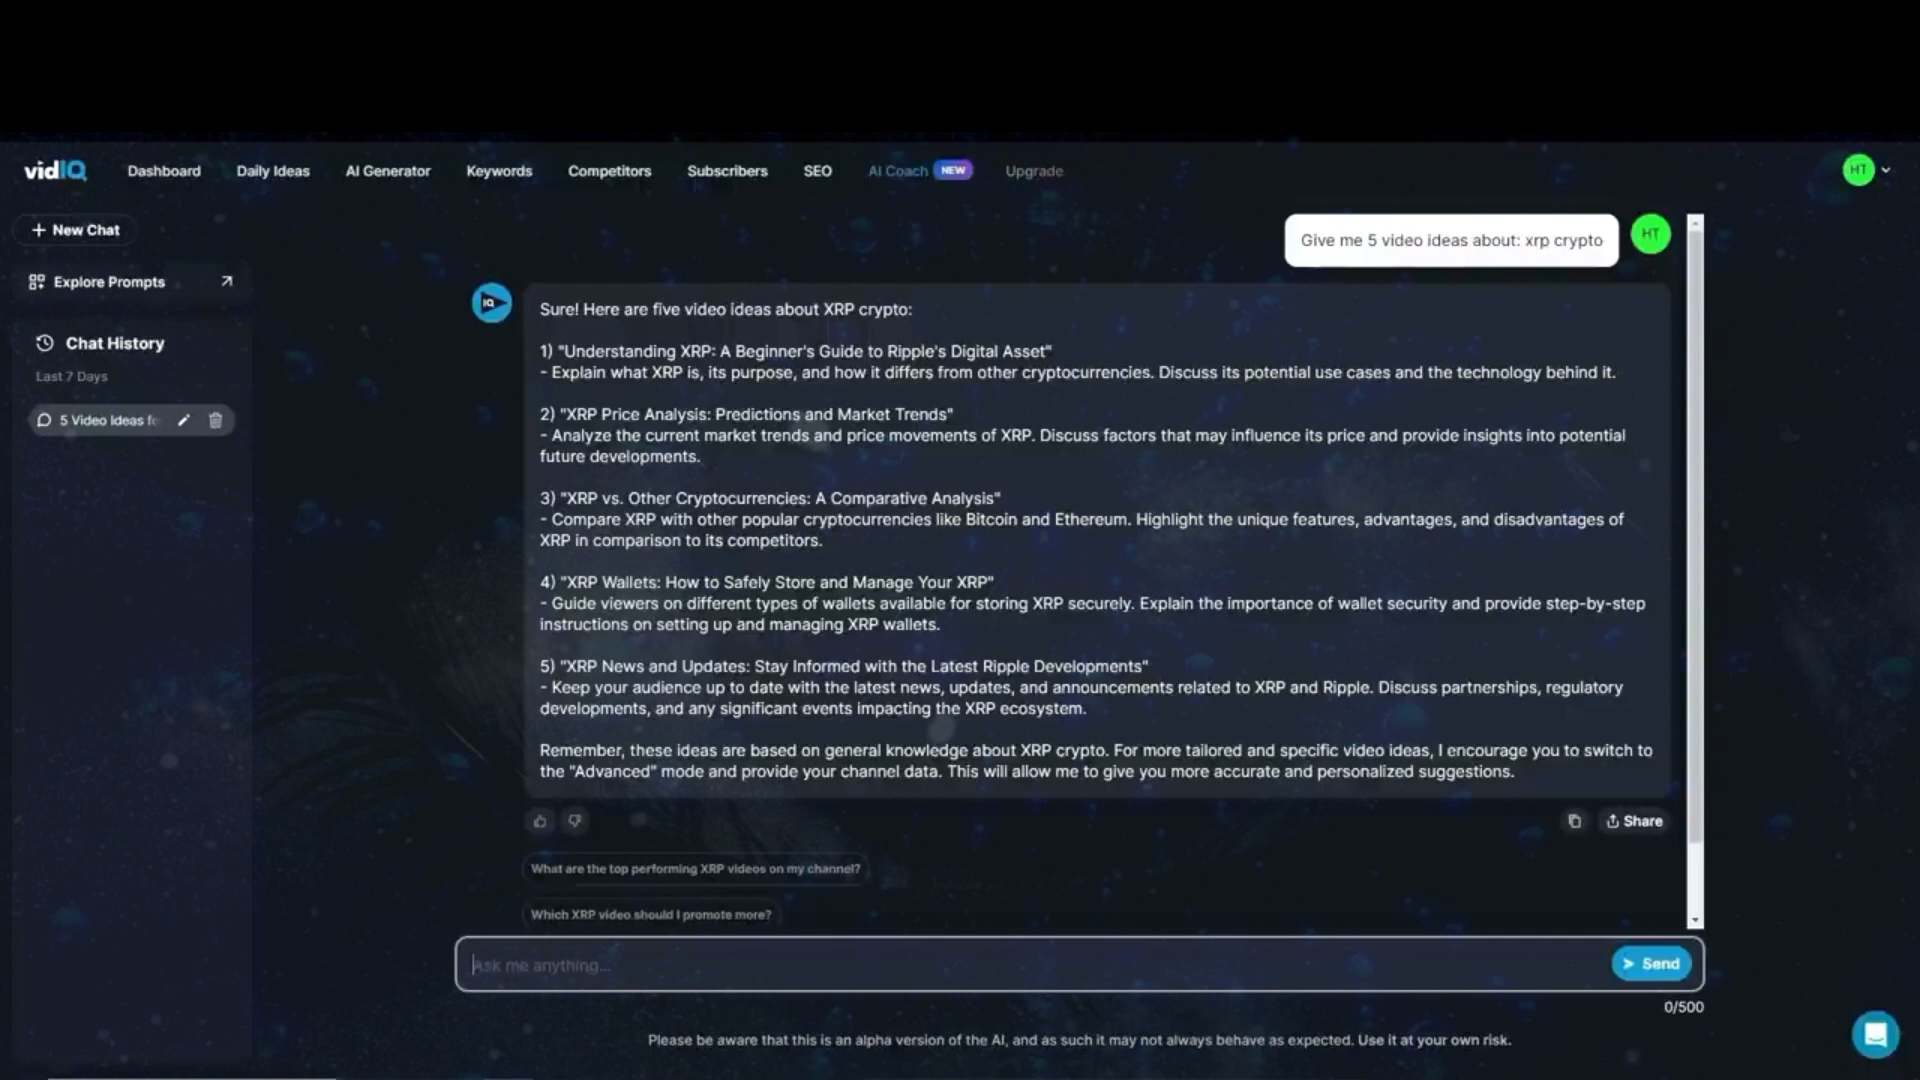 vidIQ Dashboard Daily Ideas AI Generator Keywords Competitors Subscribers SEO AI Coach NEW Upgrade HT
+ New Chat
Explore Prompts
Chat History
Last 7 Days
5 Video Ideas fo
Give me 5 video ideas about: xrp crypto HT
IQ
Sure! Here are five video ideas about XRP crypto:
1) "Understanding XRP: A Beginner's Guide to Ripple's Digital Asset"
- Explain what XRP is, its purpose, and how it differs from other cryptocurrencies. Discuss its potential use cases and the technology behind it.
2) "XRP Price Analysis: Predictions and Market Trends"
- Analyze the current market trends and price movements of XRP. Discuss factors that may influence its price and provide insights into potential
future developments.
3) "XRP vs. Other Cryptocurrencies: A Comparative Analysis"
- Compare XRP with other popular cryptocurrencies like Bitcoin and Ethereum. Highlight the unique features, advantages, and disadvantages of
XRP in comparison to its competitors.
4) "XRP Wallets: How to Safely Store and Manage Your XRP"
- Guide viewers on different types of wallets available for storing XRP securely. Explain the importance of wallet security and provide step-by-step
instructions on setting up and managing XRP wallets.
5) "XRP News and Updates: Stay Informed with the Latest Ripple Developments"
- Keep your audience up to date with the latest news, updates, and announcements related to XRP and Ripple. Discuss partnerships, regulatory
developments, and any significant events impacting the XRP ecosystem.
Remember, these ideas are based on general knowledge about XRP crypto. For more tailored and specific video ideas, I encourage you to switch to
the "Advanced" mode and provide your channel data. This will allow me to give you more accurate and personalized suggestions.
Share
What are the top performing XRP videos on my channel?
Which XRP video should I promote more?
Ask me anything...
Send
0/500
Please be aware that this is an alpha version of the AI, and as such it may not always behave as expected. Use it at your own risk.